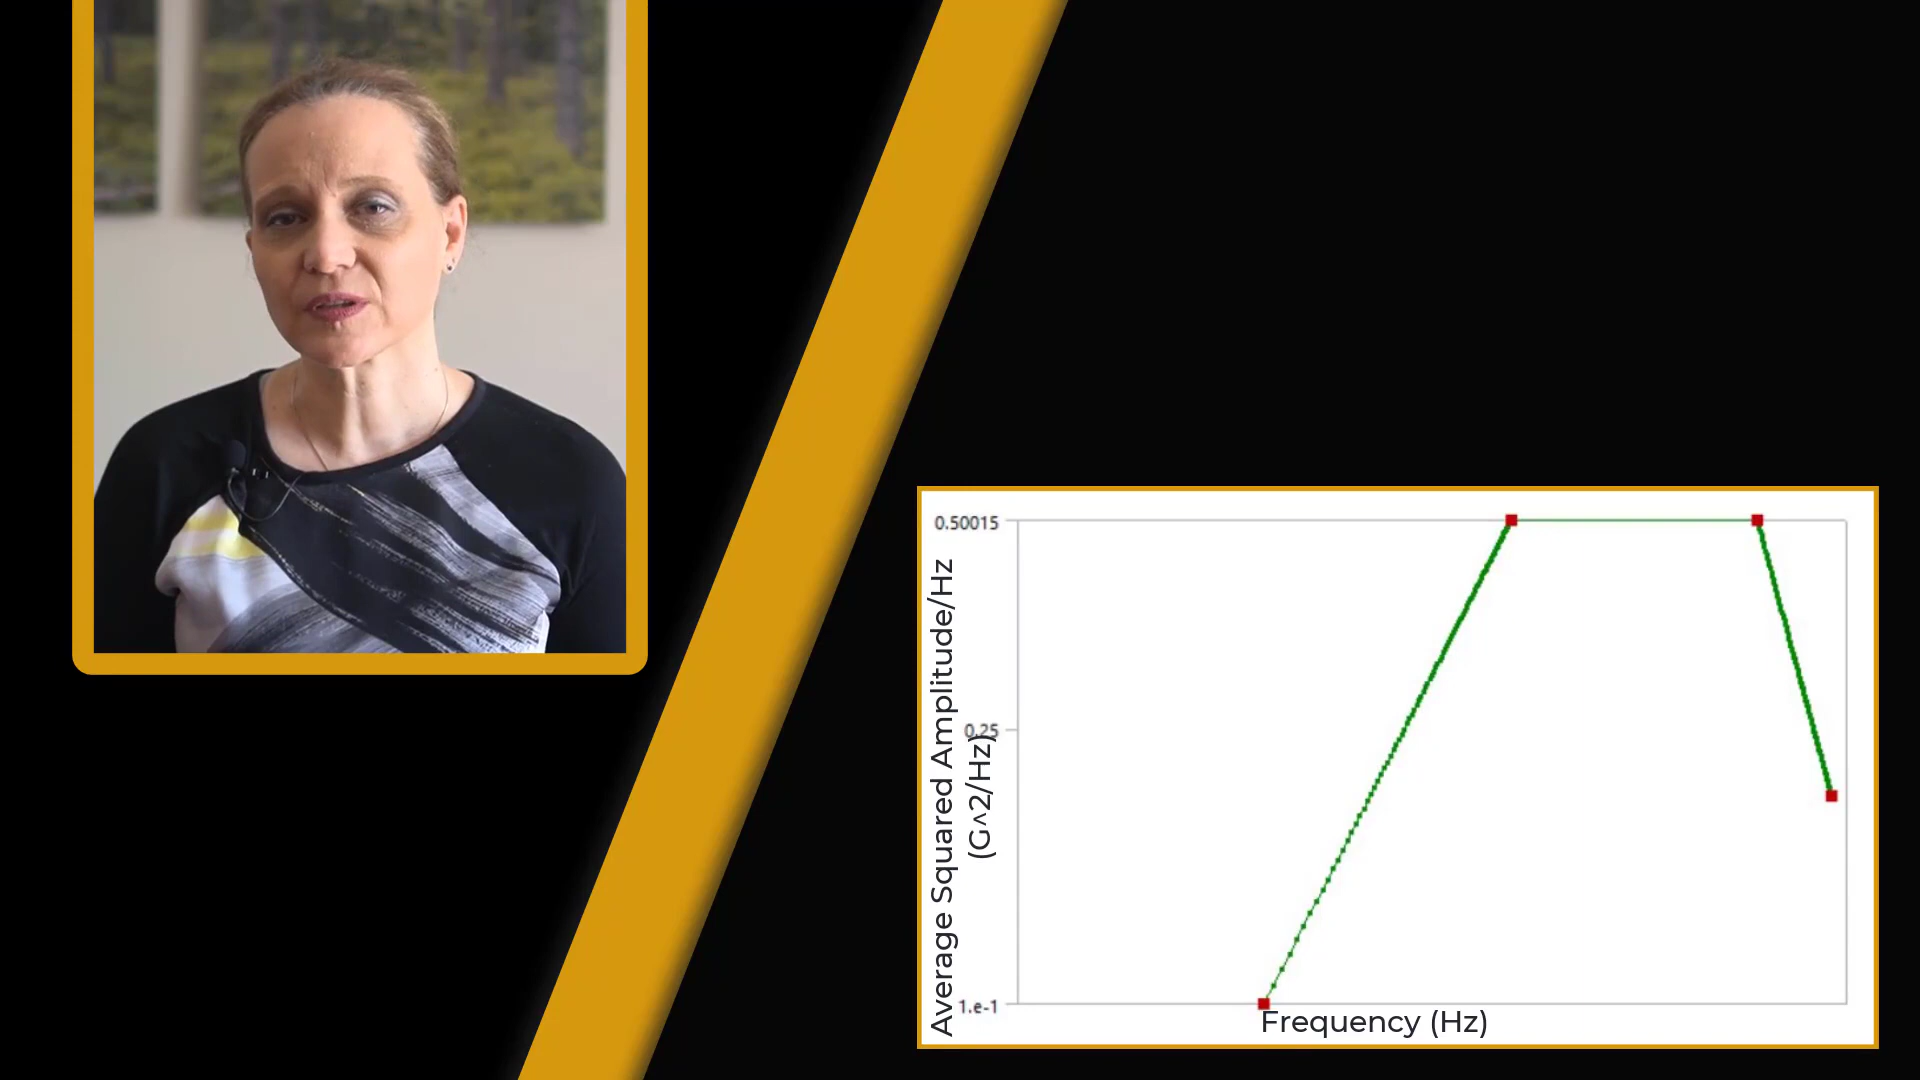 0.50015
0.25
1.e-1
Average Squared Amplitude/Hz
(G^2/Hz)
Frequency (Hz)